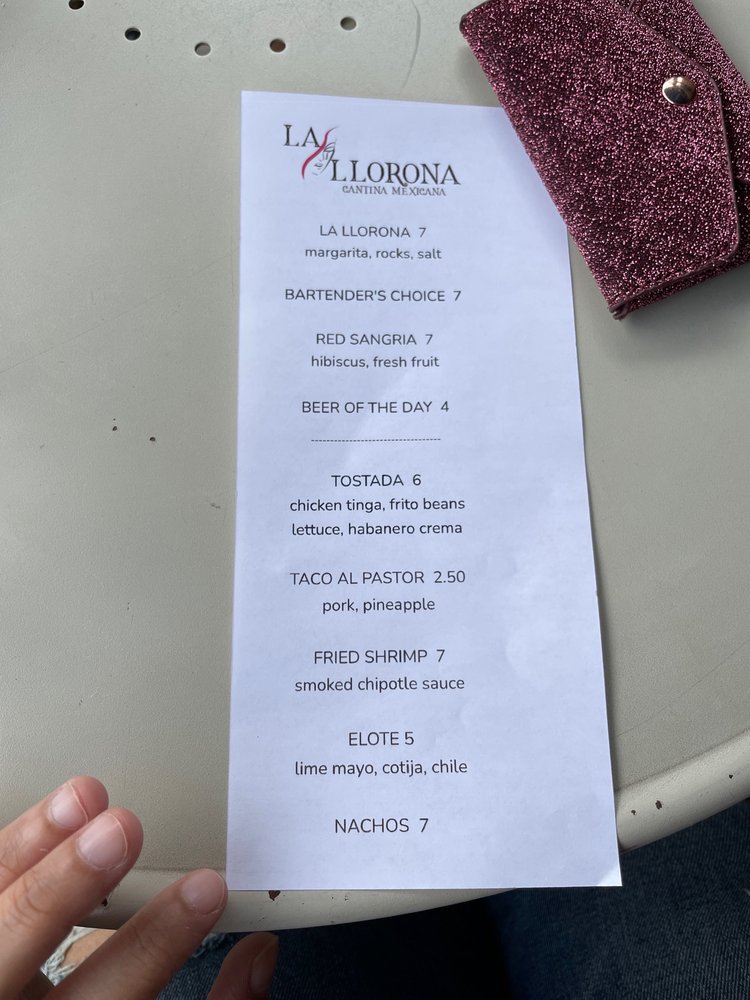 LA
LLORONA
CANTINA MEXICANA
LA LLORONA 7
margarita, rocks, salt
BARTENDER'S CHOICE 7
RED SANGRIA 7
hibiscus, fresh fruit
BEER OF THE DAY 4
------------------------------
TOSTADA 6
chicken tinga, frito beans
lettuce, habanero crema
TACO AL PASTOR 2.50
pork, pineapple
FRIED SHRIMP 7
smoked chipotle sauce
ELOTE 5
lime mayo, cotija, chile
NACHOS 7